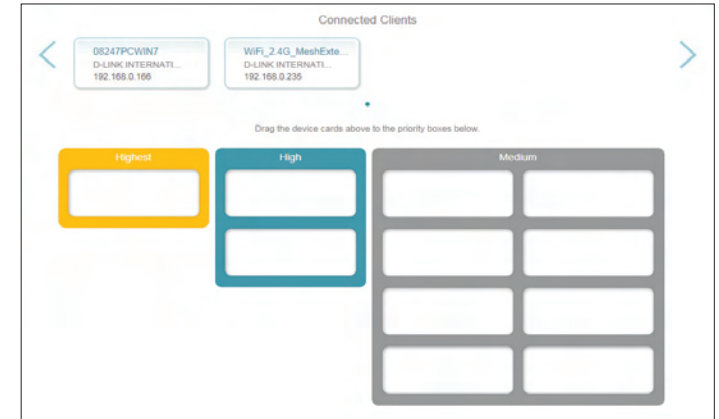 Connected Clients
08247PCWIN7
D-LINK INTERNATI...
192.168.0.166
WiFi_2.4G_MeshExte...
D-LINK INTERNATI...
192.168.0.235
Drag the device cards above to the priority boxes below.
Highest
High
Medium